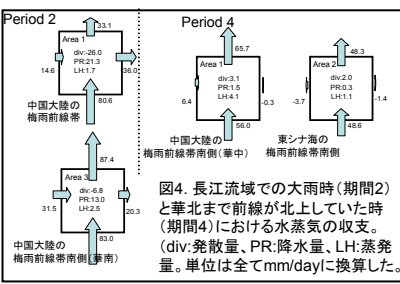 Period 2
33.1
Area 1
div:-26.0
PR:21.3
LH:1.7
14.6
36.0
80.6
中国大陸の
梅雨前線帯
87.4
Area 3
div:-6.8
PR:13.0
LH:2.5
31.5
20.3
83.0
中国大陸の
梅雨前線帯南側(華南)
Period 4
65.7
Area 1
div:3.1
PR:1.5
LH:4.1
6.4
-0.3
56.0
中国大陸の
梅雨前線帯南側(華中)
48.3
Area 2
div:2.0
PR:0.3
LH:1.1
-3.7
-1.4
48.6
東シナ海の
梅雨前線帯南側
図4. 長江流域での大雨時(期間2)
と華北まで前線が北上していた時
(期間4)における水蒸気の収支。
(div:発散量、PR:降水量、LH:蒸発
量。単位は全てmm/dayに換算した。